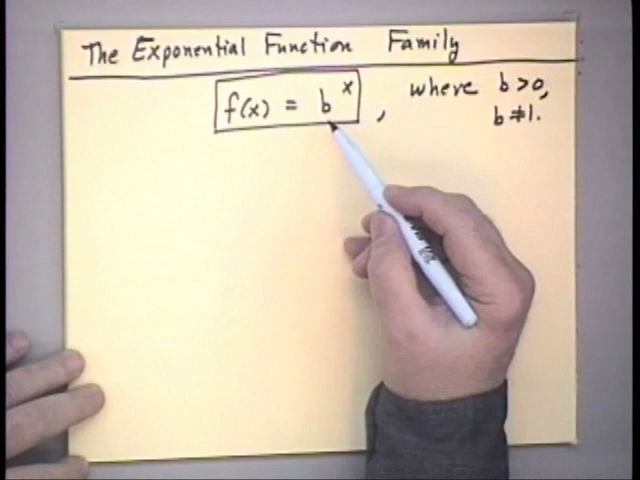 The Exponential Function Family
f(x) = b^x , where b>0,
b≠1.